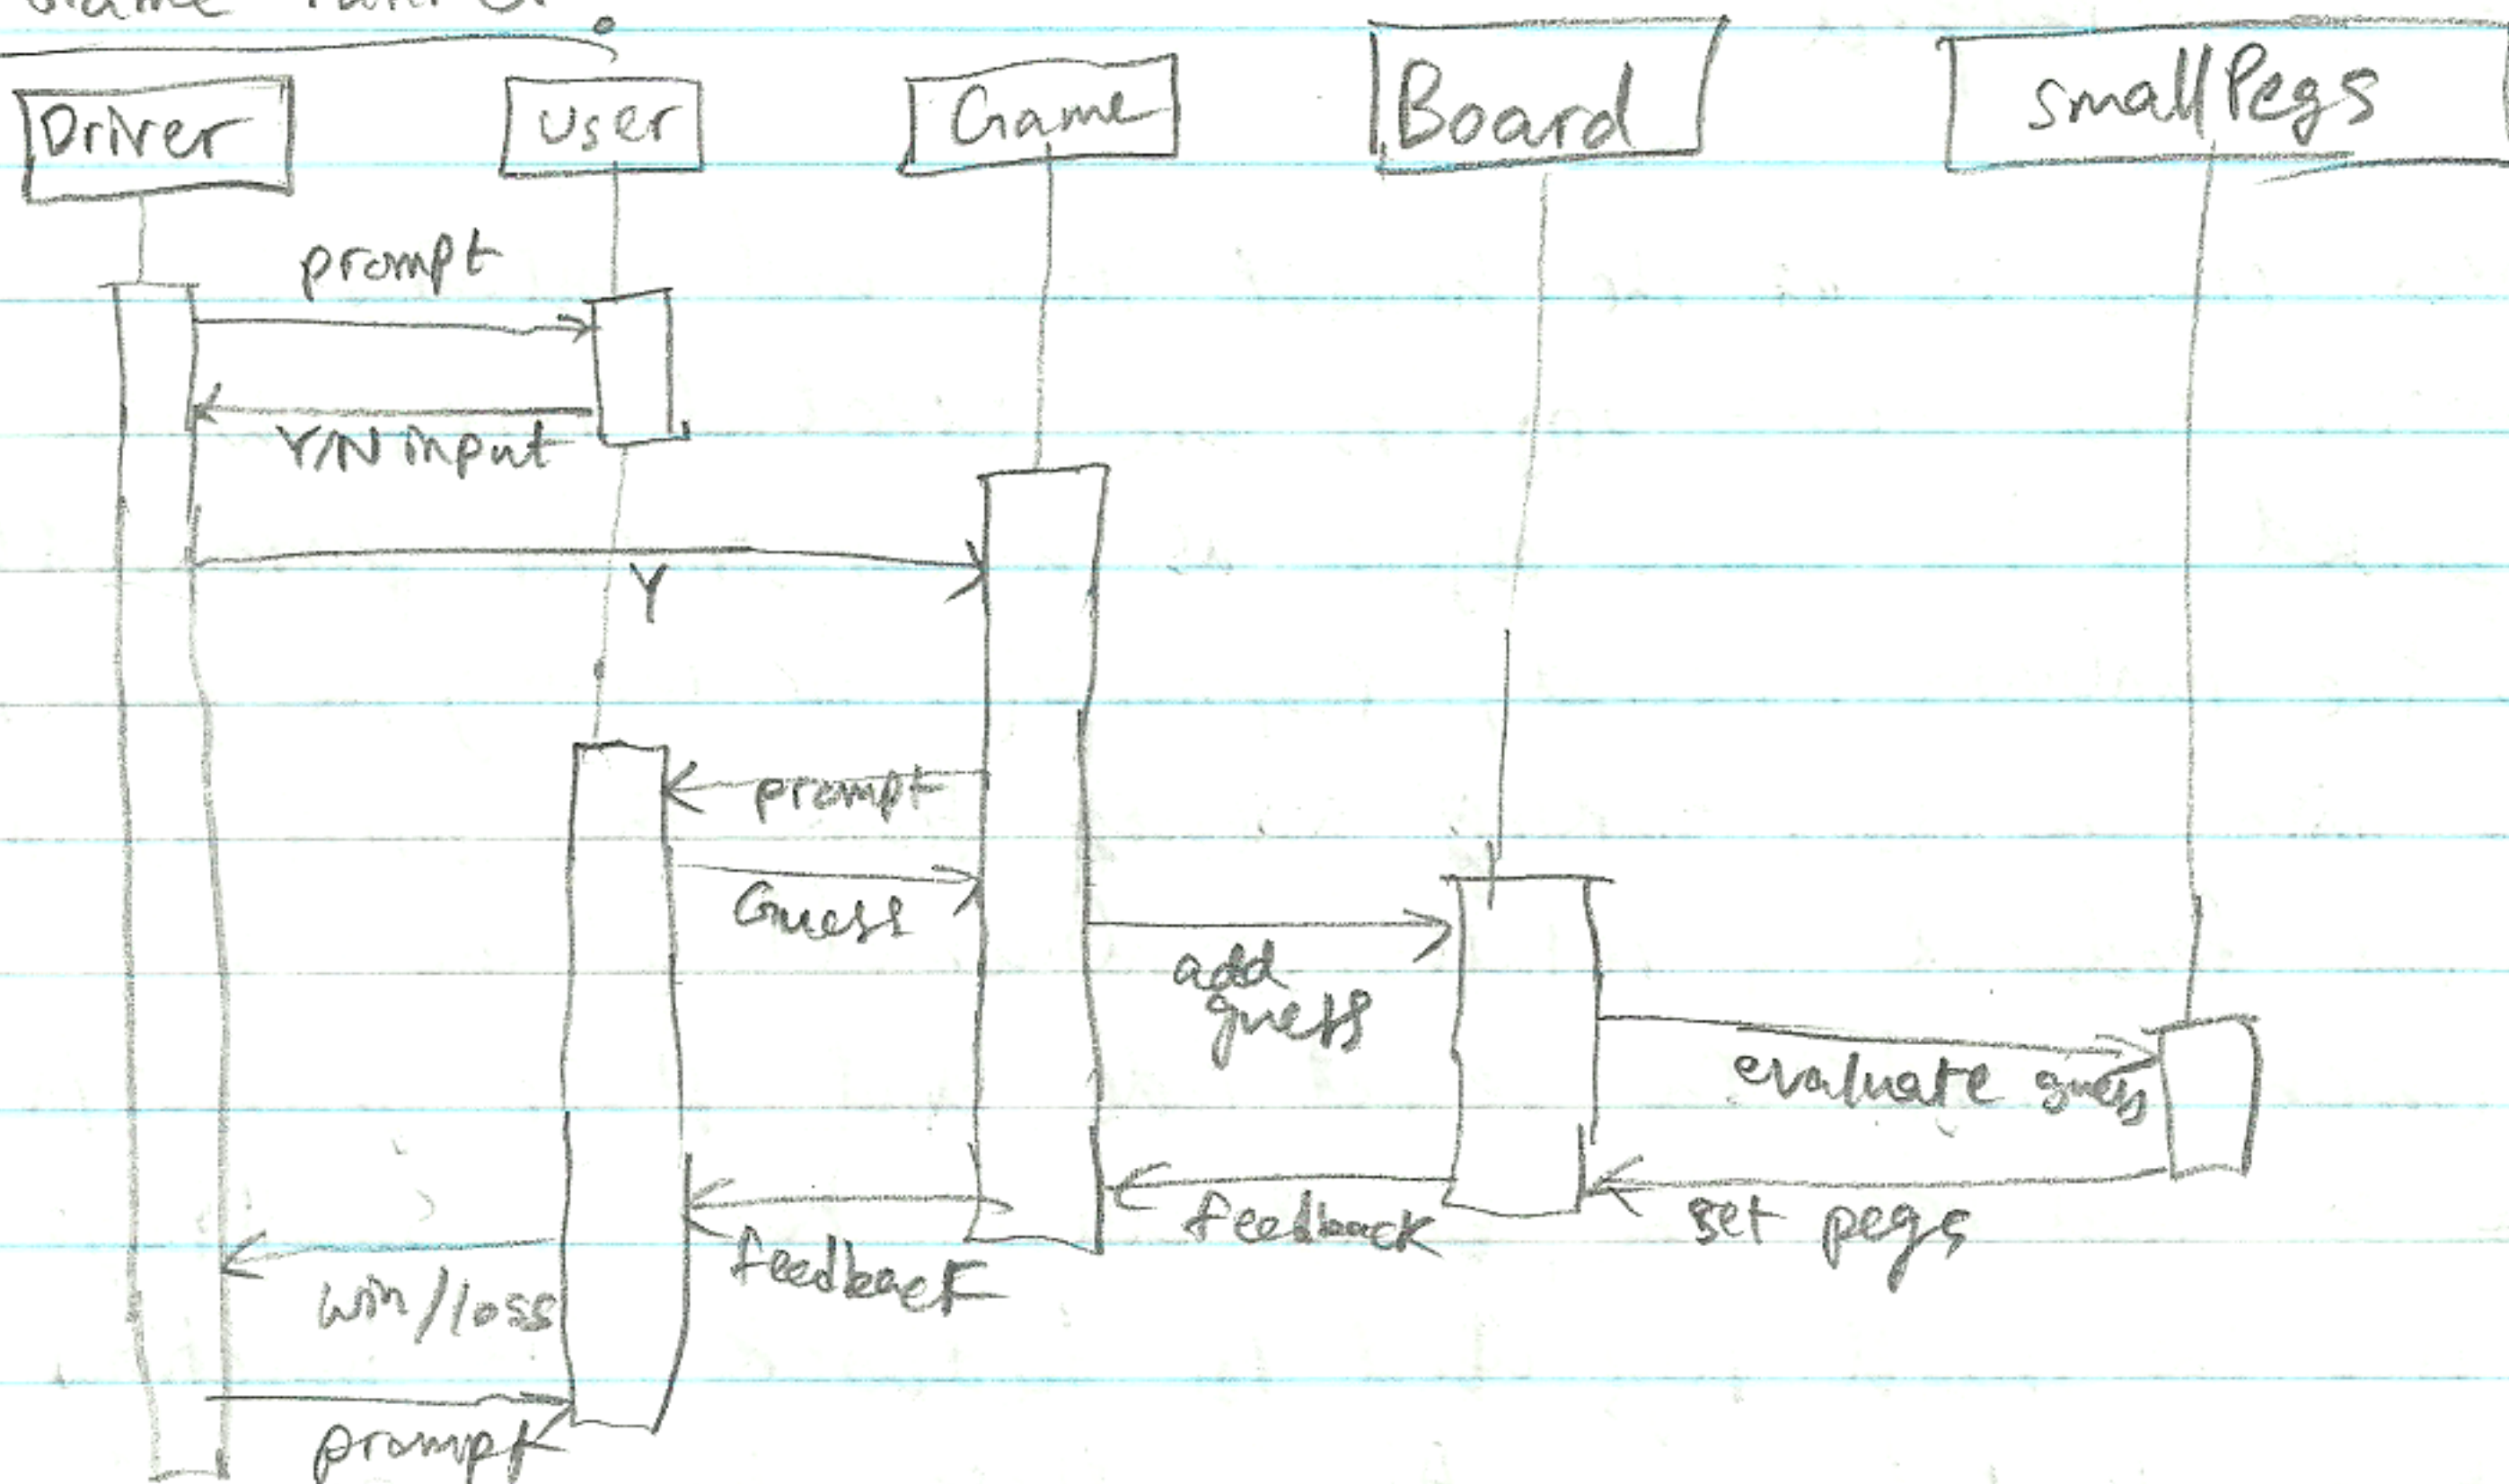 Game
Driver
User
Game
Board
smallPegs
prompt
Y/N input
Y
prompt
Guess
add
guess
evaluate guess
set pegs
feedback
feedback
win/loss
prompt